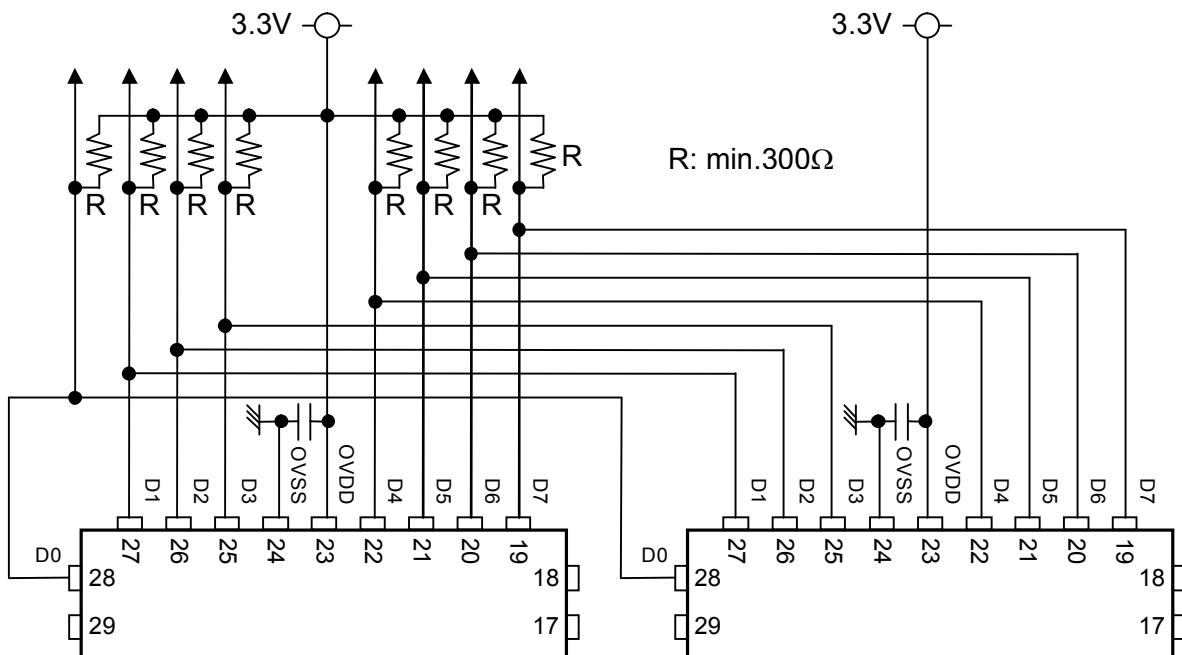 3.3V 3.3V
R R: min.300Ω
R R R R R R R
D1 D2 D3 OVSS OVDD D4 D5 D6 D7 D1 D2 D3 OVSS OVDD D4 D5 D6 D7
27 26 25 24 23 22 21 20 19 27 26 25 24 23 22 21 20 19
D0 28 18 D0 28 18
29 17 29 17